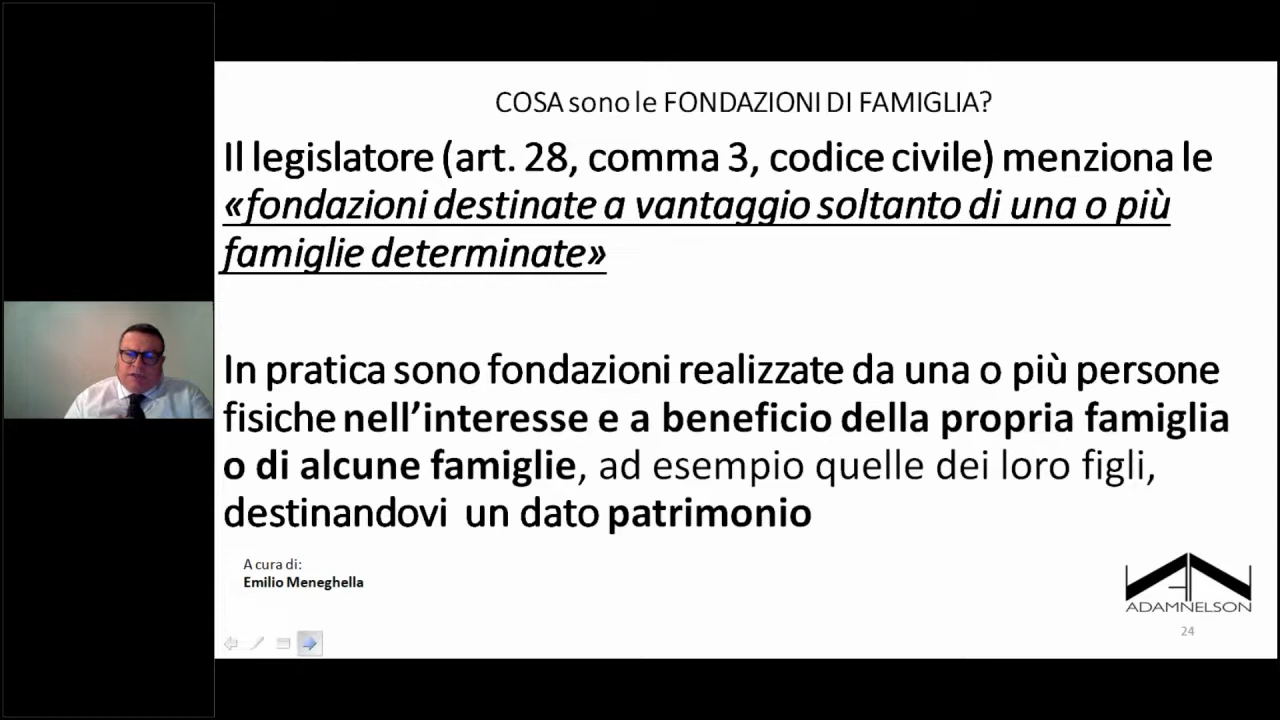 COSA sono le FONDAZIONI DI FAMIGLIA?
Il legislatore (art. 28, comma 3, codice civile) menziona le
«fondazioni destinate a vantaggio soltanto di una o più
famiglie determinate»
In pratica sono fondazioni realizzate da una o più persone
fisiche nell’interesse e a beneficio della propria famiglia
o di alcune famiglie, ad esempio quelle dei loro figli,
destinandovi un dato patrimonio
A cura di:
Emilio Meneghella
ADAMNELSON
24